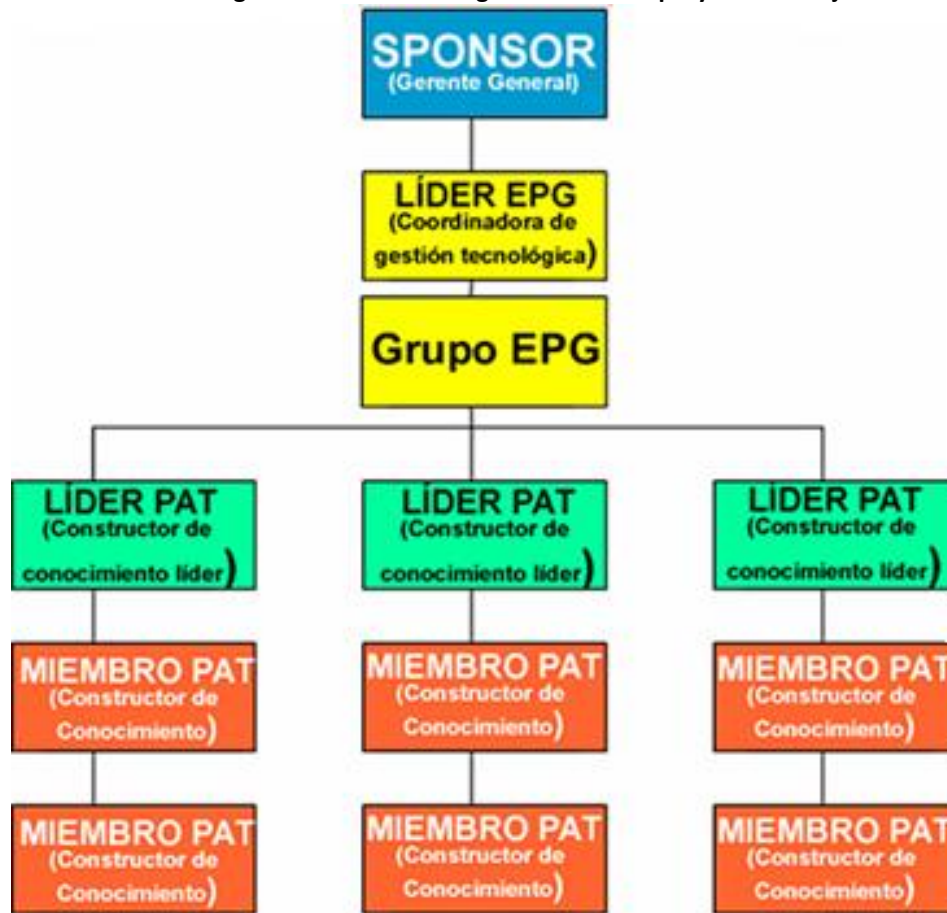 SPONSOR
(Gerente General)
LÍDER EPG
(Coordinadora de
gestión tecnológica)
Grupo EPG
LÍDER PAT
(Constructor de
conocimiento líder)
LÍDER PAT
(Constructor de
conocimiento líder)
LÍDER PAT
(Constructor de
conocimiento líder)
MIEMBRO PAT
(Constructor de
Conocimiento)
MIEMBRO PAT
(Constructor de
Conocimiento)
MIEMBRO PAT
(Constructor de
Conocimiento)
MIEMBRO PAT
(Constructor de
Conocimiento)
MIEMBRO PAT
(Constructor de
Conocimiento)
MIEMBRO PAT
(Constructor de
Conocimiento)